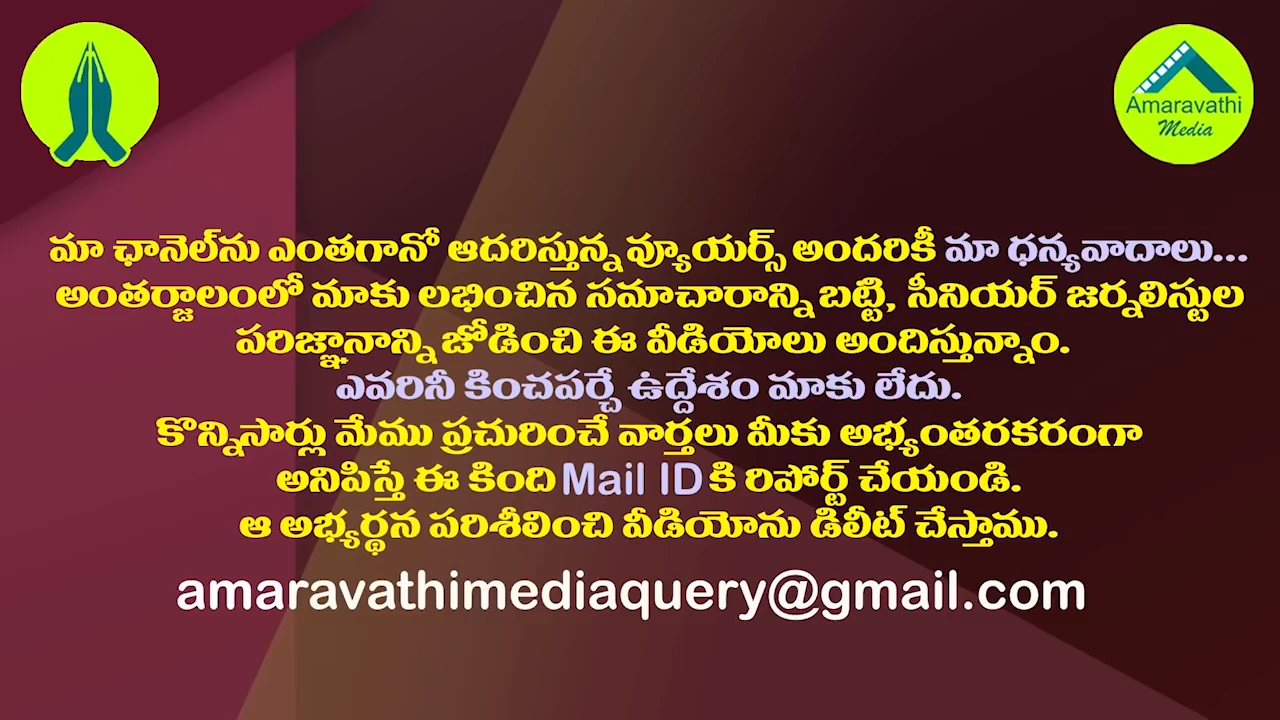 Amaravathi
Media
మా ఛానెల్‌ను ఎంతగానో ఆదరిస్తున్న వ్యూయర్స్ అందరికీ మా ధన్యవాదాలు...
అంతర్జాలంలో మాకు లభించిన సమాచారాన్ని బట్టి, సీనియర్ జర్నలిస్టుల
పరిజ్ఞానాన్ని జోడించి ఈ వీడియోలు అందిస్తున్నాం.
ఎవరినీ కించపర్చే ఉద్దేశం మాకు లేదు.
కొన్నిసార్లు మేము ప్రచురించే వార్తలు మీకు అభ్యంతరకరంగా
అనిపిస్తే ఈ కింది Mail ID కి రిపోర్ట్ చేయండి.
ఆ అభ్యర్థన పరిశీలించి వీడియోను డిలీట్ చేస్తాము.
amaravathimediaquery@gmail.com